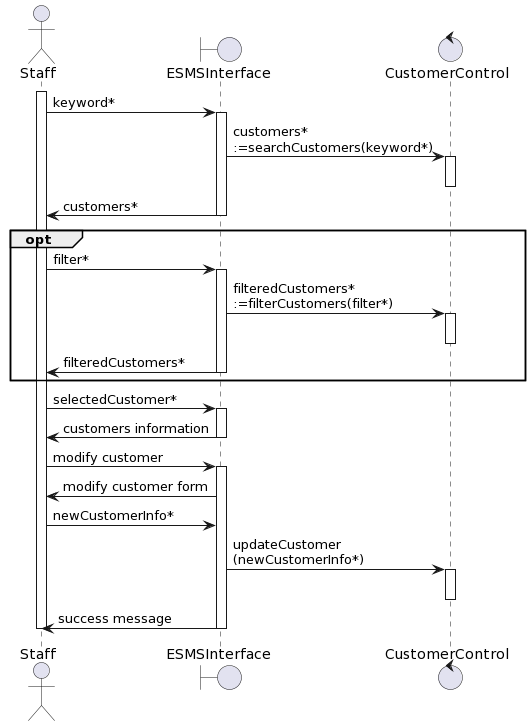 Staff
ESMSInterface
CustomerControl
keyword*
customers*
:=searchCustomers(keyword*)
customers*
opt
filter*
filteredCustomers*
:=filterCustomers(filter*)
filteredCustomers*
selectedCustomer*
customers information
modify customer
modify customer form
newCustomerInfo*
updateCustomer
(newCustomerInfo*)
success message
Staff
ESMSInterface
CustomerControl